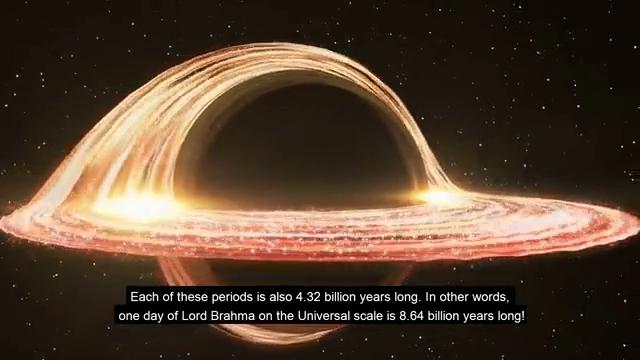 Each of these periods is also 4.32 billion years long. In other words,
one day of Lord Brahma on the Universal scale is 8.64 billion years long!